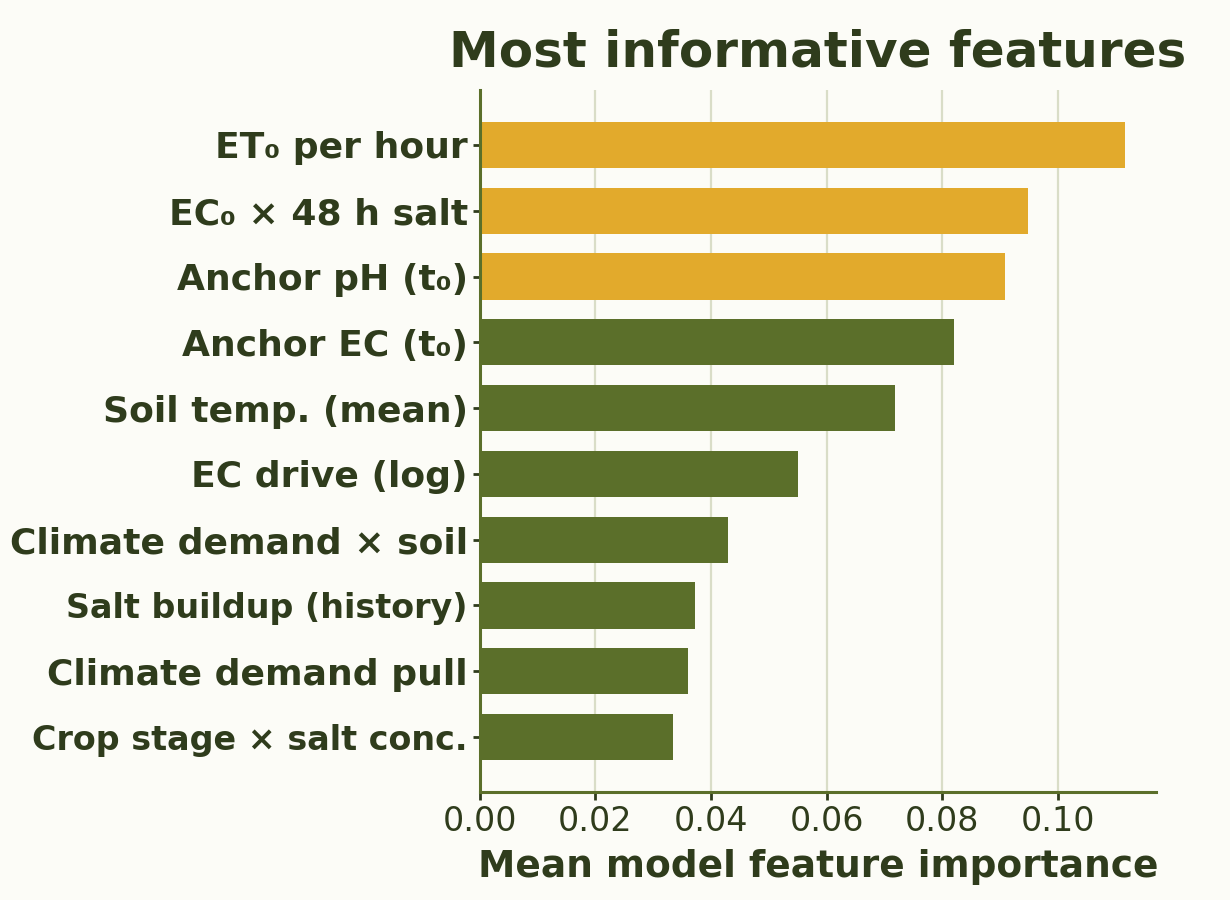 Most informative features
ET₀ per hour
EC₀ × 48 h salt
Anchor pH (t₀)
Anchor EC (t₀)
Soil temp. (mean)
EC drive (log)
Climate demand × soil
Salt buildup (history)
Climate demand pull
Crop stage × salt conc.
0.00 0.02 0.04 0.06 0.08 0.10
Mean model feature importance